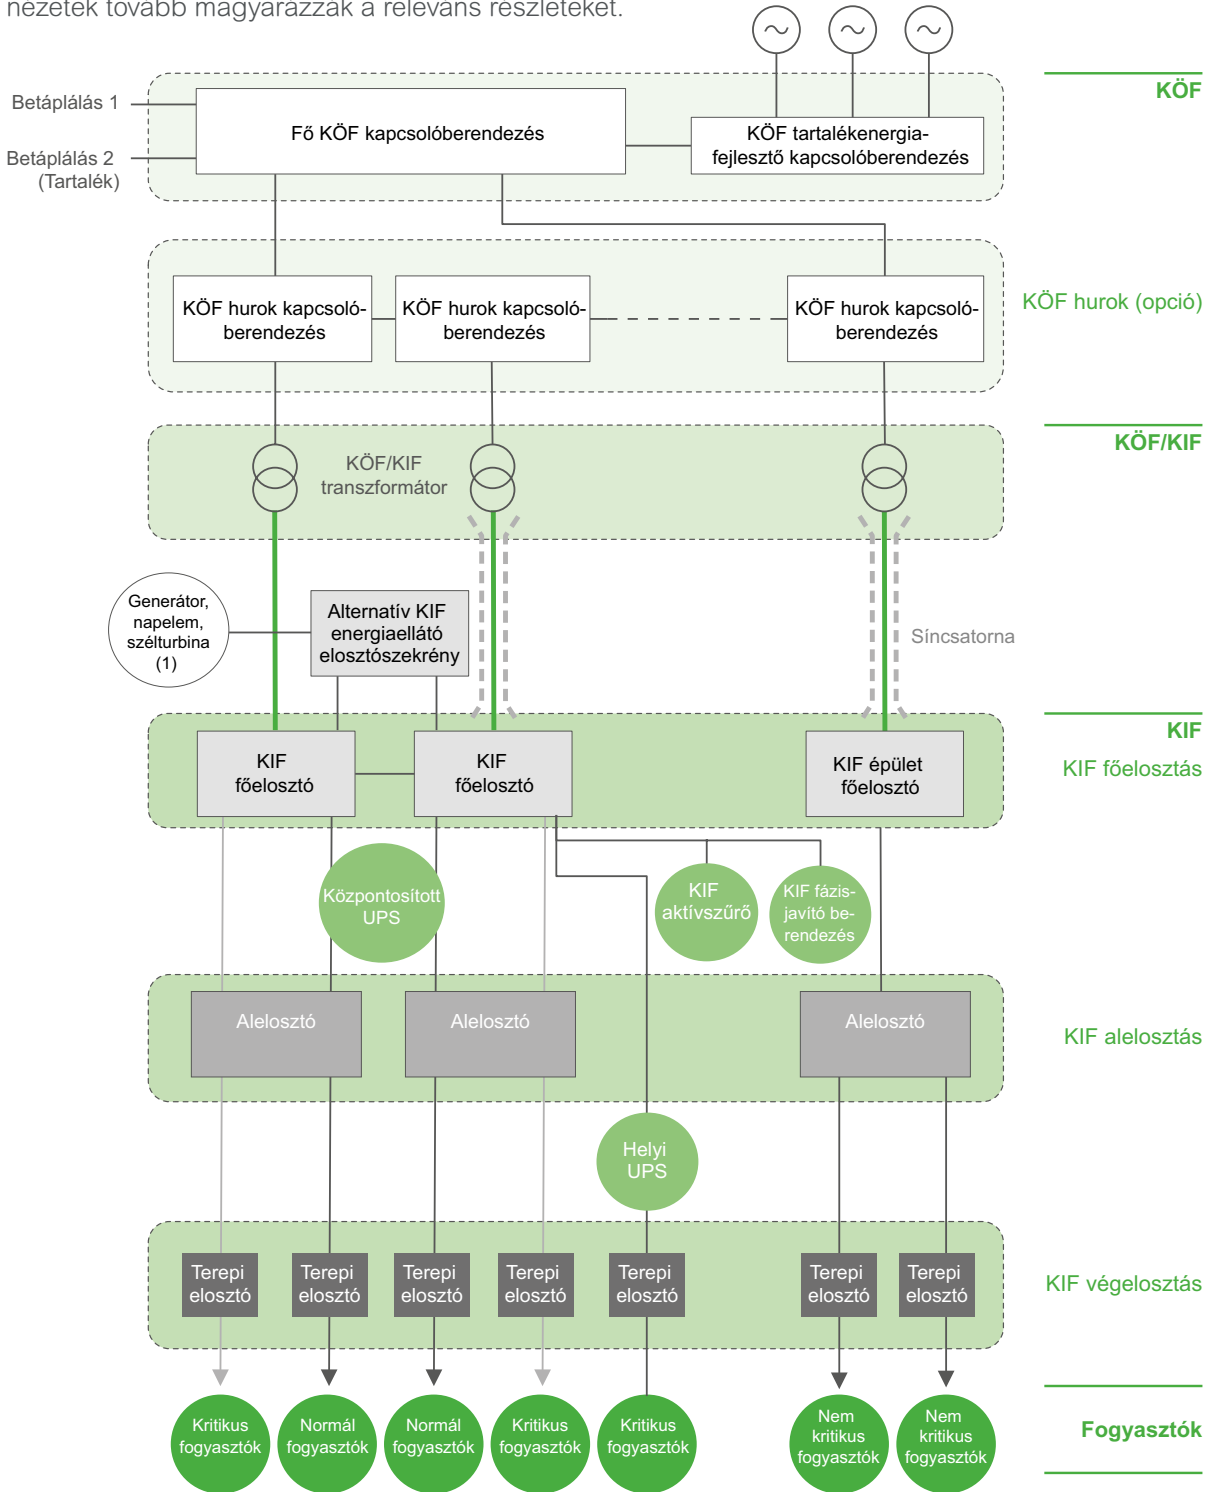 nézetek tovább magyarázzák a releváns részleteket.
KÖF
Betáplálás 1
Betáplálás 2
(Tartalék)
Fő KÖF kapcsolóberendezés
KÖF tartalékenergia-
fejlesztő kapcsolóberendezés
KÖF hurok kapcsoló-
berendezés
KÖF hurok kapcsoló-
berendezés
KÖF hurok kapcsoló-
berendezés
KÖF hurok (opció)
KÖF/KIF
KÖF/KIF
transzformátor
Generátor,
napelem,
szélturbina
(1)
Alternatív KIF
energiaellátó
elosztószekrény
Síncsatorna
KIF
KIF főelosztás
KIF
főelosztó
KIF
főelosztó
KIF épület
főelosztó
Központosított
UPS
KIF
aktívszűrő
KIF fázis-
javító be-
rendezés
Alelosztó
Alelosztó
Alelosztó
KIF alelosztás
Helyi
UPS
Terepi
elosztó
Terepi
elosztó
Terepi
elosztó
Terepi
elosztó
Terepi
elosztó
Terepi
elosztó
Terepi
elosztó
KIF végelosztás
Kritikus
fogyasztók
Normál
fogyasztók
Normál
fogyasztók
Kritikus
fogyasztók
Kritikus
fogyasztók
Nem
kritikus
fogyasztók
Nem
kritikus
fogyasztók
Fogyasztók